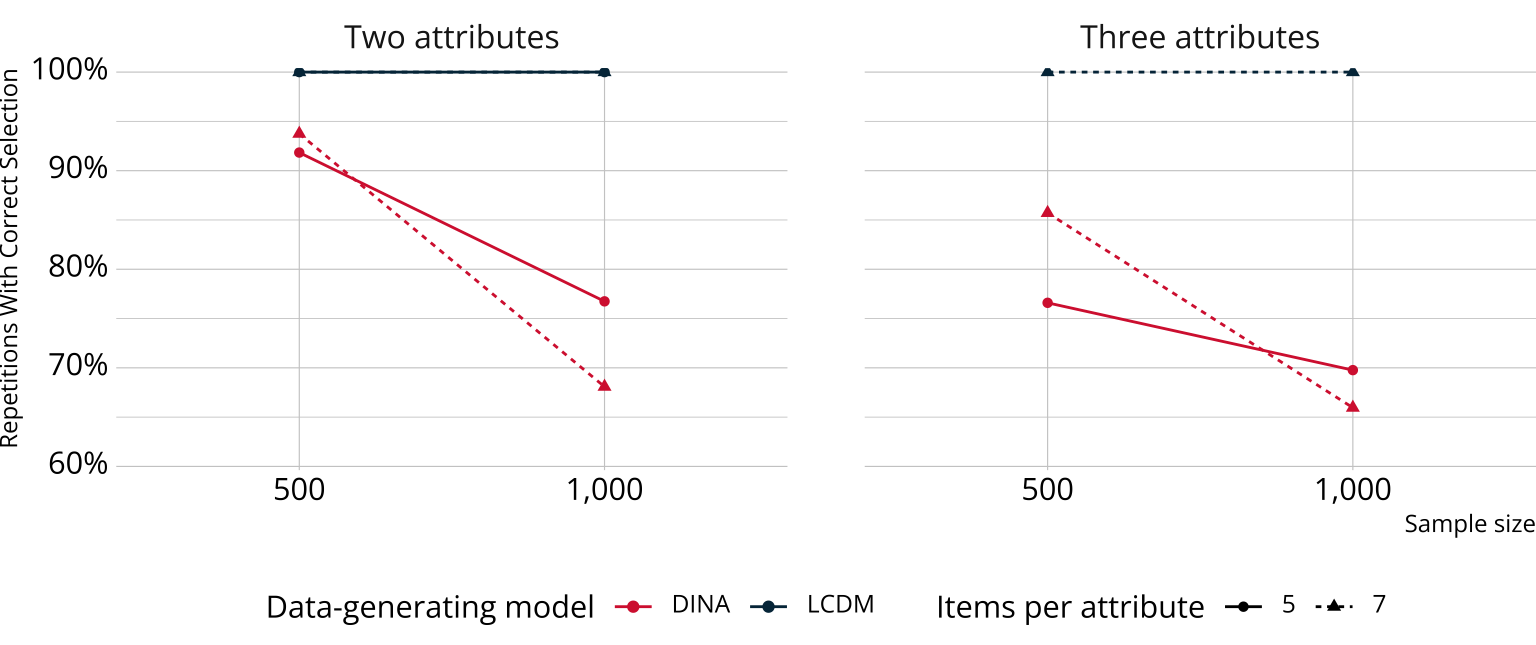 Two attributes
Three attributes
Repetitions With Correct Selection
100%
90%
80%
70%
60%
500 1,000
500 1,000
Sample size
Data-generating model DINA LCDM Items per attribute 5 7